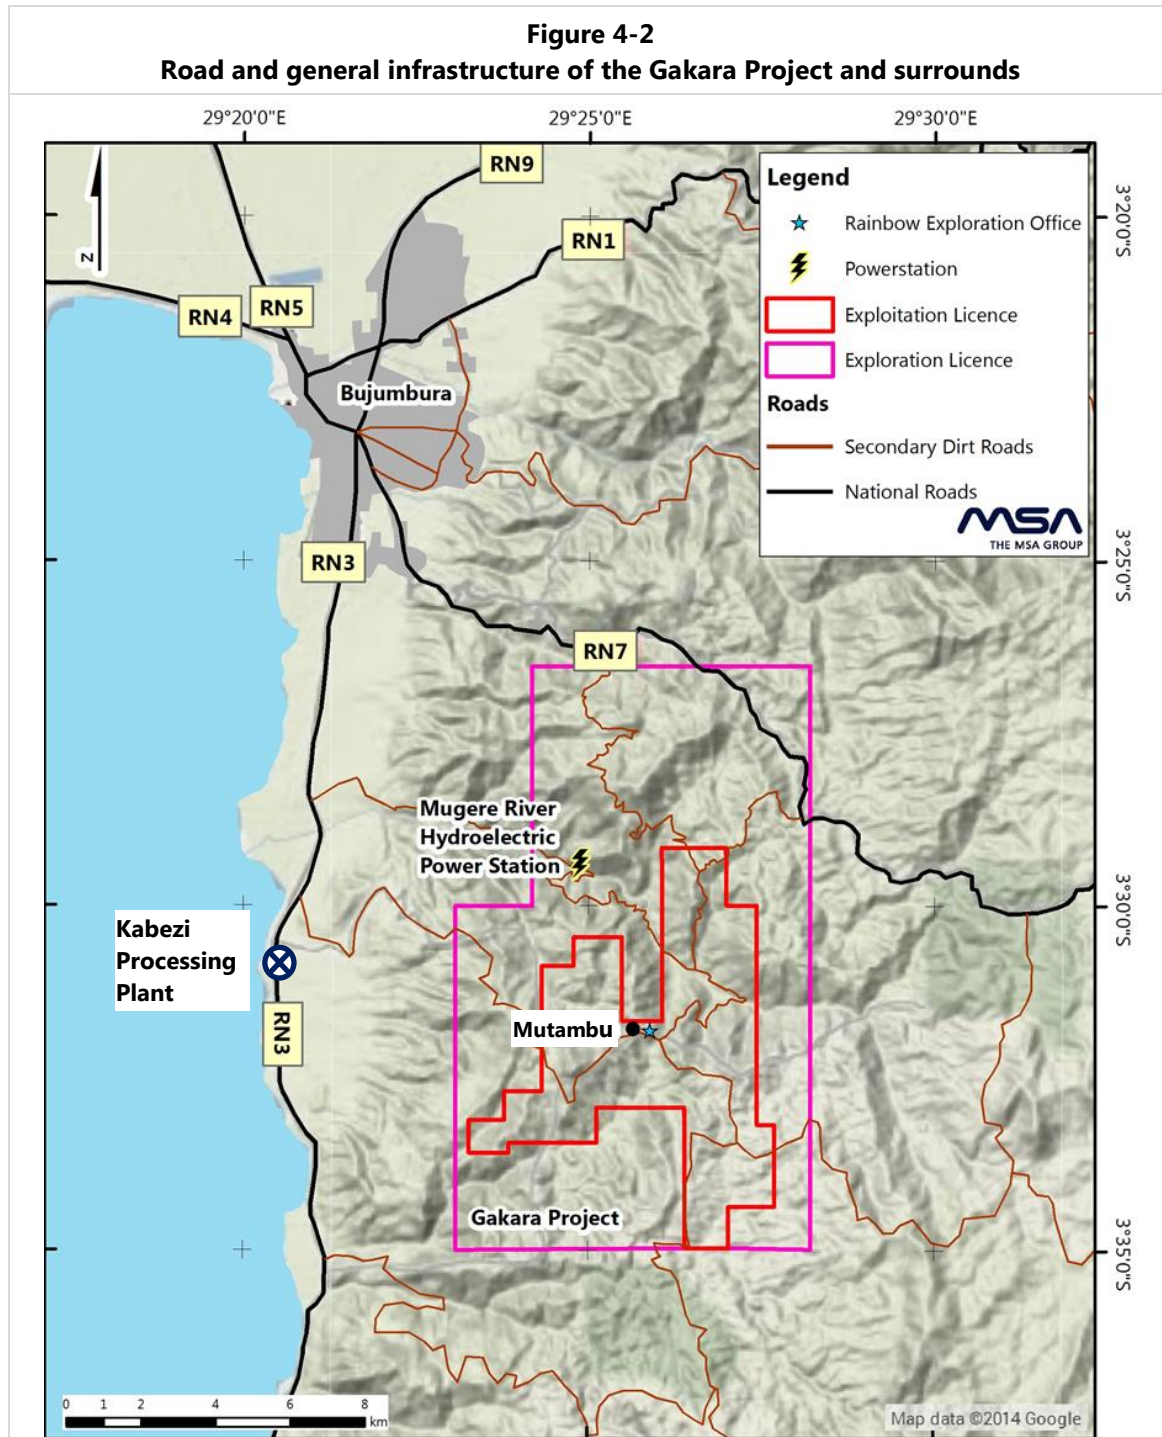 Figure 4-2
Road and general infrastructure of the Gakara Project and surrounds
29°20'0"E
29°25'0"E
29°30'0"E
N
RN9
RN1
RN5
RN4
Bujumbura
Legend
Rainbow Exploration Office
Powerstation
Exploitation Licence
Exploration Licence
Roads
Secondary Dirt Roads
National Roads
MSA
THE MSA GROUP
3°20'0"S
3°25'0"S
RN3
RN7
Mugere River
Hydroelectric
Power Station
3°30'0"S
Kabezi
Processing
Plant
RN3
Mutambu
Gakara Project
3°35'0"S
0 1 2 4 6 8
km
Map data ©2014 Google